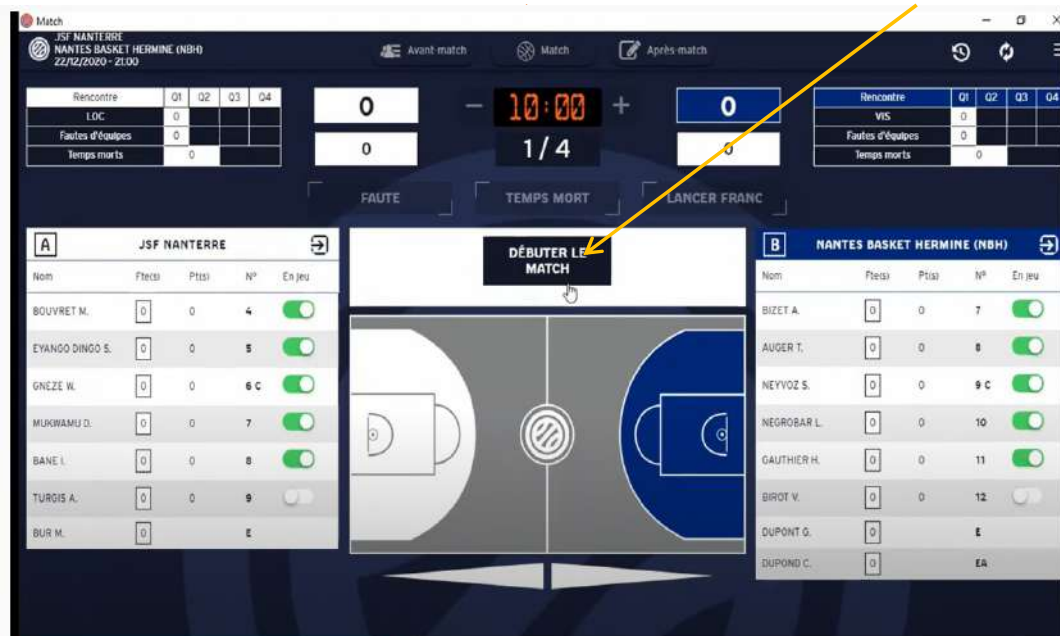 Match
JSF NANTERRE
NANTES BASKET HERMINE (NBH)
22/12/2020 - 21:00
Avant-match Match Après-match
Rencontre Q1 Q2 Q3 Q4
LOC 0
Fautes d'équipes 0
Temps morts 0
0 − 10:00 + 0
0 1 / 4 0
Rencontre Q1 Q2 Q3 Q4
VIS 0
Fautes d'équipes 0
Temps morts 0
FAUTE TEMPS MORT LANCER FRANC
A JSF NANTERRE
Nom Fte(s) Pt(s) N° En jeu
BOUVRET M. 0 0 4
EYANGO DINGO S. 0 0 5
GNEZE W. 0 0 6 C
MUKWAMU D. 0 0 7
BANE I. 0 0 8
TURGIS A. 0 0 9
BUR M. 0 E
DÉBUTER LE
MATCH
B NANTES BASKET HERMINE (NBH)
Nom Fte(s) Pt(s) N° En jeu
BIZET A. 0 0 7
AUGER T. 0 0 8
NEYVOZ S. 0 0 9 C
NEGROBAR L. 0 0 10
GAUTHIER H. 0 0 11
BIROT V. 0 0 12
DUPONT G. 0 E
DUPOND C. 0 EA